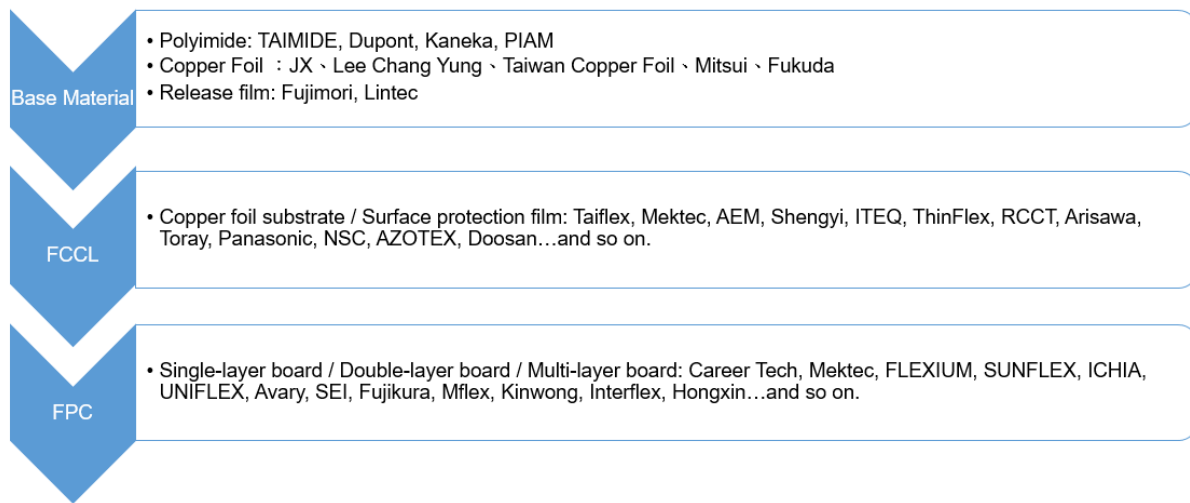 Base Material
• Polyimide: TAIMIDE, Dupont, Kaneka, PIAM
• Copper Foil ：JX、Lee Chang Yung、Taiwan Copper Foil、Mitsui、Fukuda
• Release film: Fujimori, Lintec
FCCL
• Copper foil substrate / Surface protection film: Taiflex, Mektec, AEM, Shengyi, ITEQ, ThinFlex, RCCT, Arisawa,
Toray, Panasonic, NSC, AZOTEX, Doosan…and so on.
FPC
• Single-layer board / Double-layer board / Multi-layer board: Career Tech, Mektec, FLEXIUM, SUNFLEX, ICHIA,
UNIFLEX, Avary, SEI, Fujikura, Mflex, Kinwong, Interflex, Hongxin…and so on.